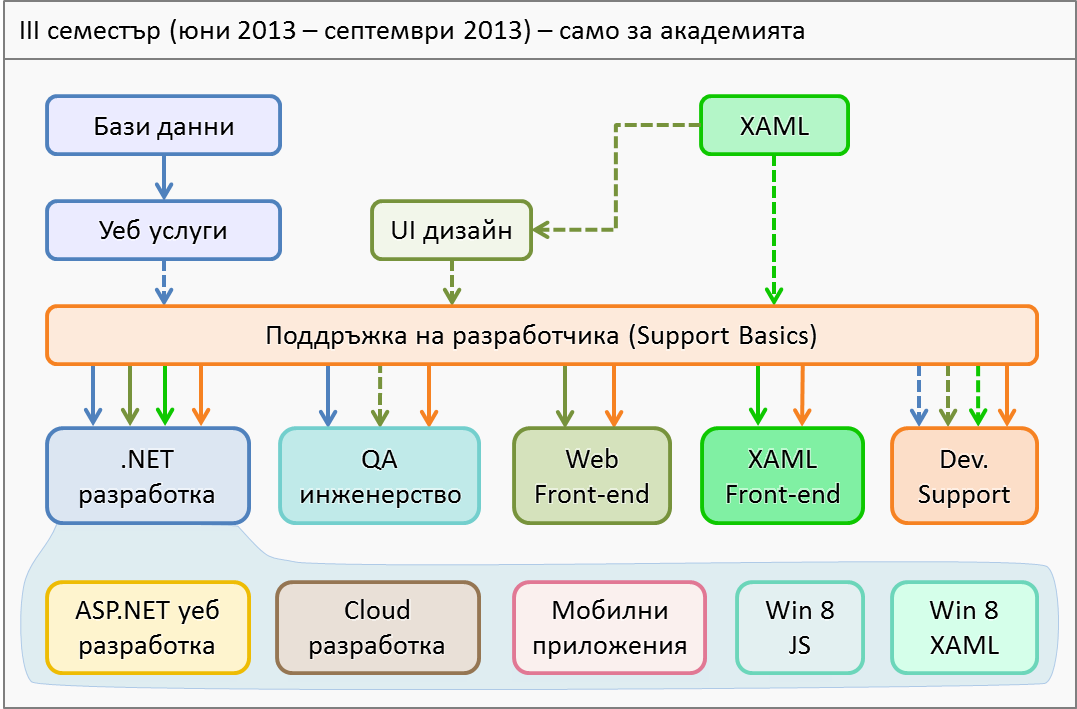 III семестър (юни 2013 – септември 2013) – само за академията
Бази данни
XAML
Уеб услуги
UI дизайн
Поддръжка на разработчика (Support Basics)
.NET
разработка
QA
инженерство
Web
Front-end
XAML
Front-end
Dev.
Support
ASP.NET уеб
разработка
Cloud
разработка
Мобилни
приложения
Win 8
JS
Win 8
XAML